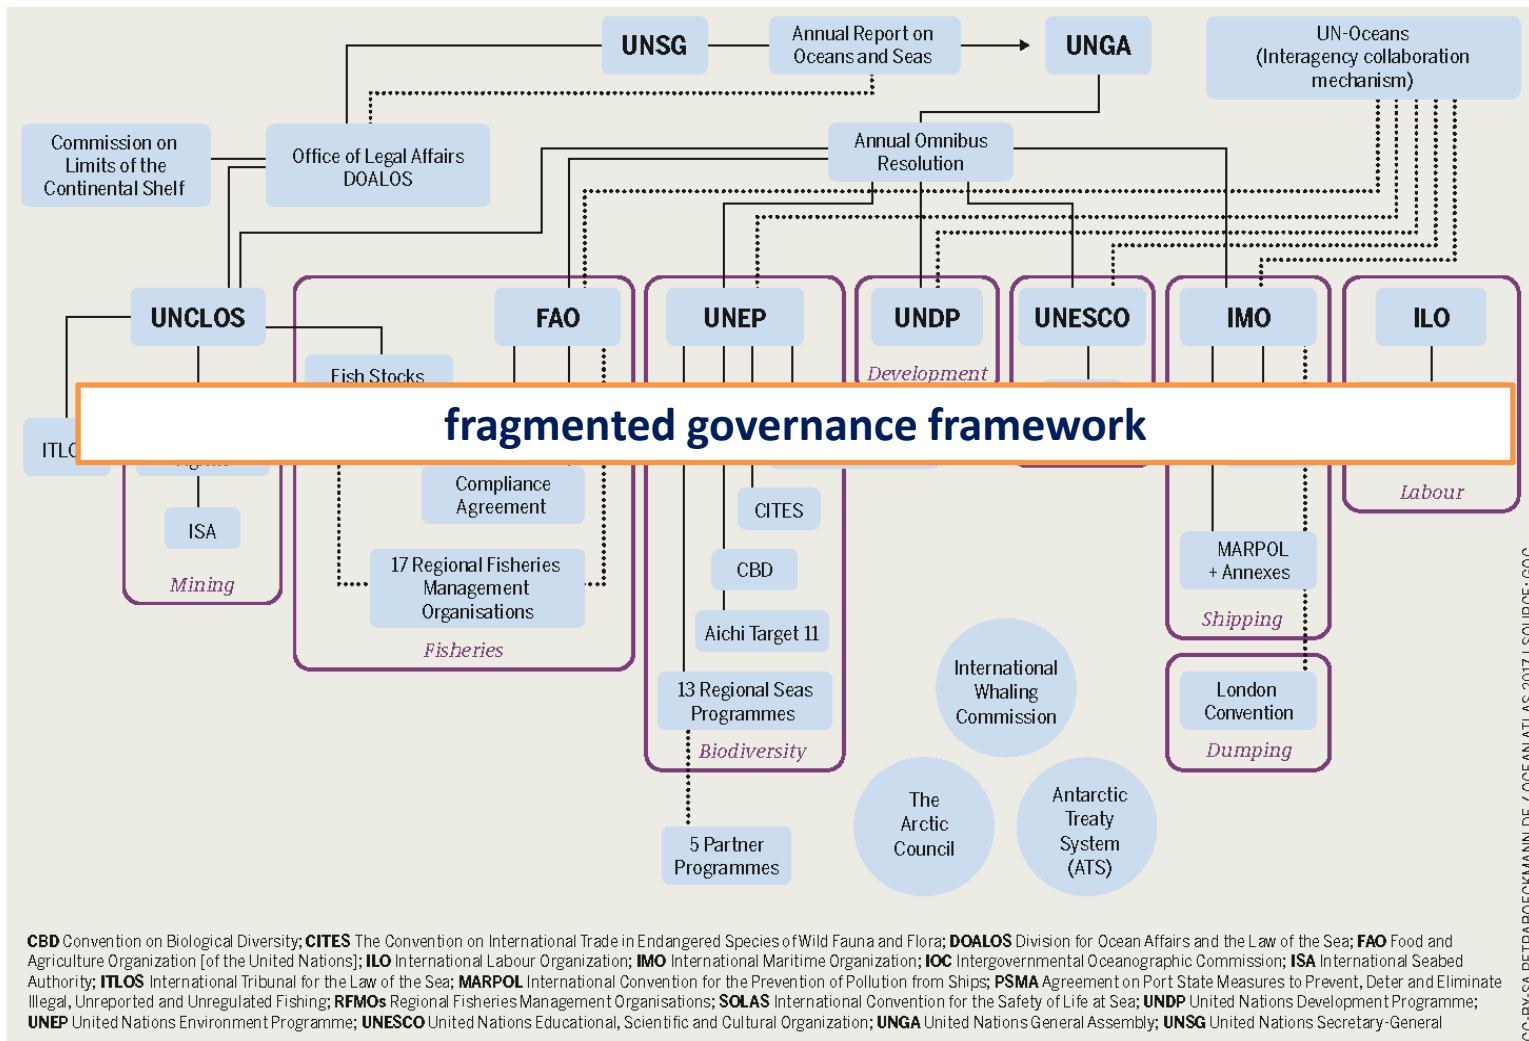 UNSG
Annual Report on
Oceans and Seas
UNGA
UN-Oceans
(Interagency collaboration
mechanism)
Commission on
Limits of the
Continental Shelf
Office of Legal Affairs
DOALOS
Annual Omnibus
Resolution
UNCLOS
FAO
UNEP
UNDP
UNESCO
IMO
ILO
Fish Stocks
Development
fragmented governance framework
ITLO
Compliance
Agreement
CITES
Labour
ISA
Mining
17 Regional Fisheries
Management
Organisations
Fisheries
CBD
Aichi Target 11
13 Regional Seas
Programmes
Biodiversity
5 Partner
Programmes
MARPOL
+ Annexes
Shipping
London
Convention
Dumping
International
Whaling
Commission
The
Arctic
Council
Antarctic
Treaty
System
(ATS)
CC-BY-SA PETRABOECKMANN.DE / OCEAN ATLAS 2017 | SOURCE: GOC
CBD Convention on Biological Diversity; CITES The Convention on International Trade in Endangered Species of Wild Fauna and Flora; DOALOS Division for Ocean Affairs and the Law of the Sea; FAO Food and
Agriculture Organization [of the United Nations]; ILO International Labour Organization; IMO International Maritime Organization; IOC Intergovernmental Oceanographic Commission; ISA International Seabed
Authority; ITLOS International Tribunal for the Law of the Sea; MARPOL International Convention for the Prevention of Pollution from Ships; PSMA Agreement on Port State Measures to Prevent, Deter and Eliminate
Illegal, Unreported and Unregulated Fishing; RFMOs Regional Fisheries Management Organisations; SOLAS International Convention for the Safety of Life at Sea; UNDP United Nations Development Programme;
UNEP United Nations Environment Programme; UNESCO United Nations Educational, Scientific and Cultural Organization; UNGA United Nations General Assembly; UNSG United Nations Secretary-General